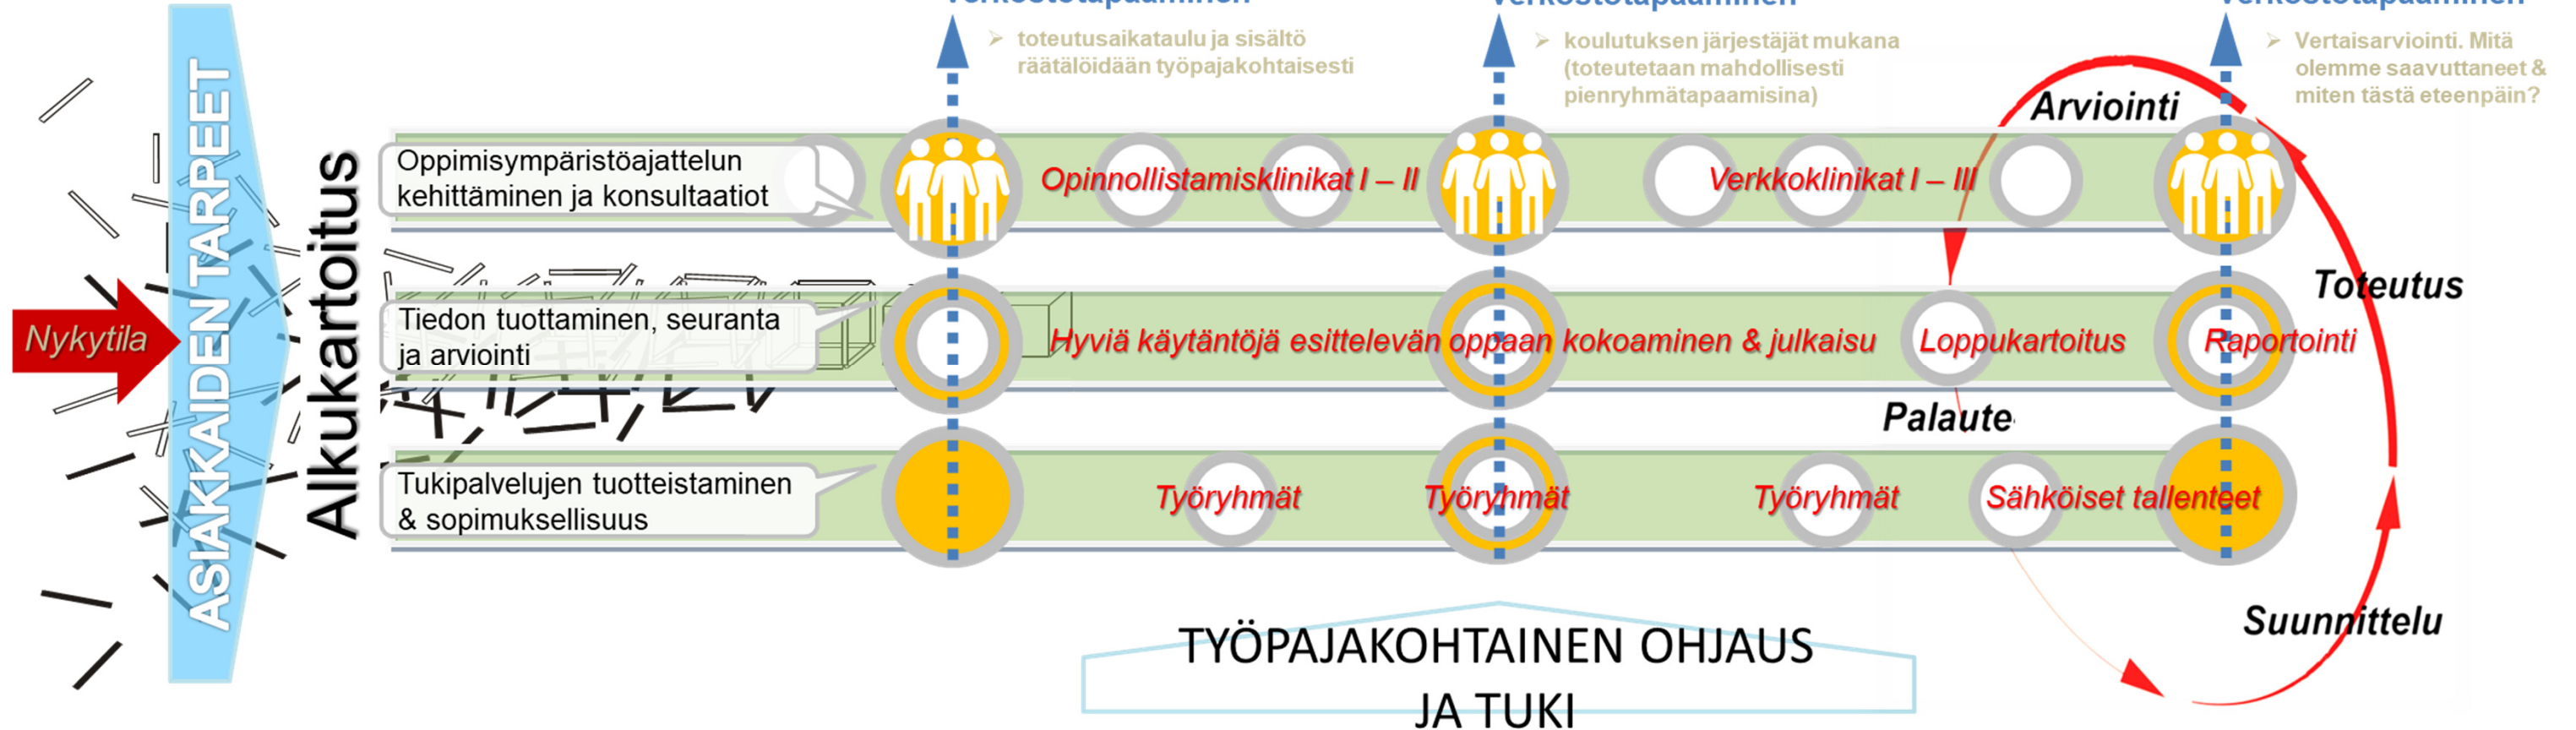 Verkostotapaaminen
toteutusaikataulu ja sisältö
räätälöidään työpajakohtaisesti
Verkostotapaaminen
koulutuksen järjestäjät mukana
(toteutetaan mahdollisesti
pienryhmätapaamisina)
Verkostotapaaminen
Vertaisarviointi. Mitä
olemme saavuttaneet &
miten tästä eteenpäin?
Nykytila
ASIAKKAIDEN TARPEET
Alkukartoitus
Oppimisympäristöajattelun
kehittäminen ja konsultaatiot
Opinnollistamisklinikat I – II
Verkkoklinikat I – III
Arviointi
Tiedon tuottaminen, seuranta
ja arviointi
Hyviä käytäntöjä esittelevän oppaan kokoaminen & julkaisu
Loppukartoitus
Raportointi
Toteutus
Palaute
Tukipalvelujen tuotteistaminen
& sopimuksellisuus
Työryhmät
Työryhmät
Työryhmät
Sähköiset tallenteet
Suunnittelu
TYÖPAJAKOHTAINEN OHJAUS
JA TUKI